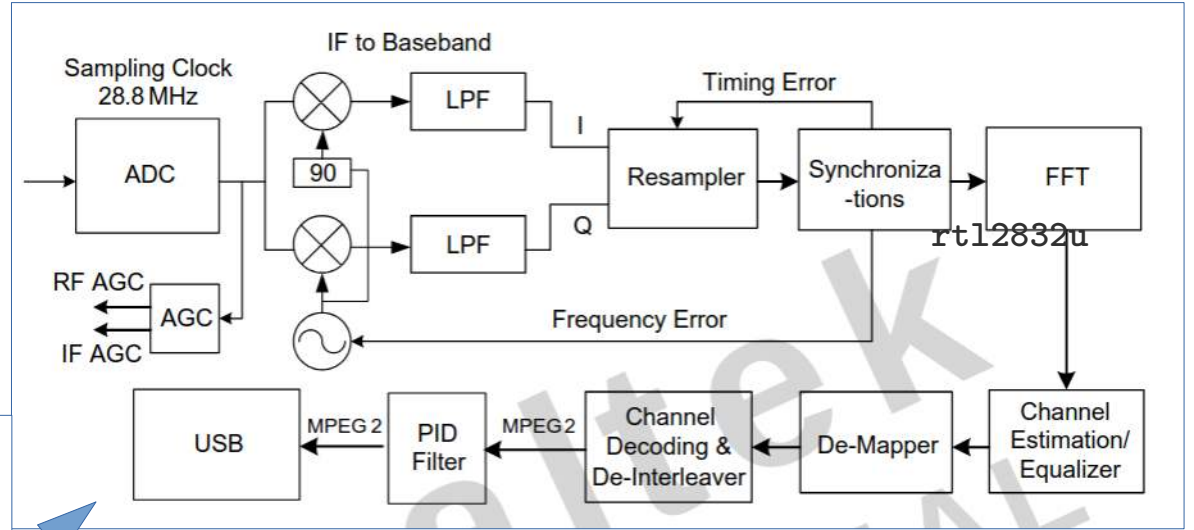 IF to Baseband
Sampling Clock
28.8 MHz
ADC
90
LPF
LPF
I
Q
Timing Error
Resampler
Synchroniza
-tions
FFT
rtl2832u
RF AGC
AGC
IF AGC
Frequency Error
USB
MPEG 2
PID
Filter
MPEG 2
Channel
Decoding &
De-Interleaver
De-Mapper
Channel
Estimation/
Equalizer